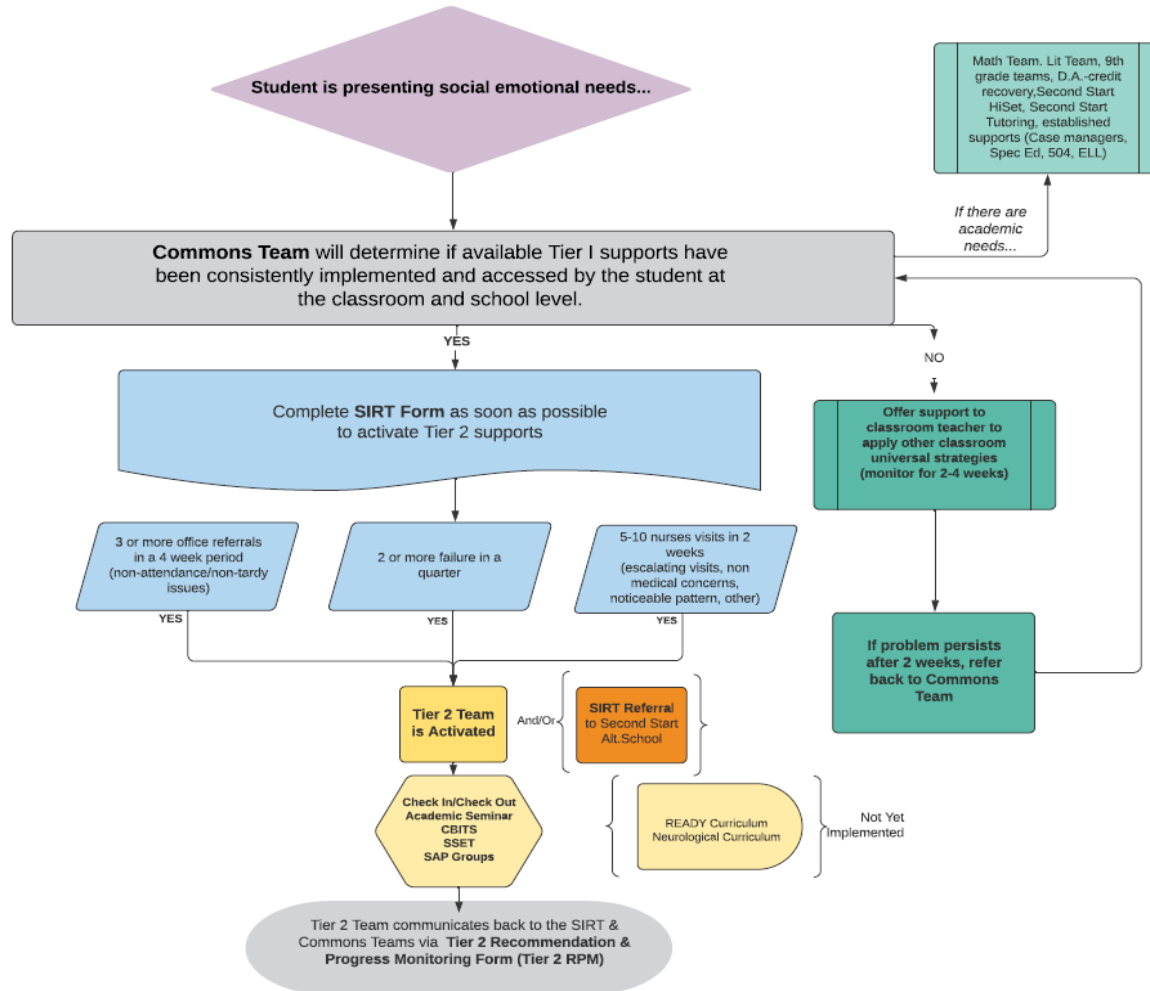 Student is presenting social emotional needs...
Math Team. Lit Team, 9th
grade teams, D.A.-credit
recovery,Second Start
HiSet, Second Start
Tutoring, established
supports (Case managers,
Spec Ed, 504, ELL)
If there are
academic
needs...
Commons Team will determine if available Tier I supports have
been consistently implemented and accessed by the student at
the classroom and school level.
YES
NO
Complete SIRT Form as soon as possible
to activate Tier 2 supports
Offer support to
classroom teacher to
apply other classroom
universal strategies
(monitor for 2-4 weeks)
3 or more office referrals
in a 4 week period
(non-attendance/non-tardy
issues)
YES
2 or more failure in a
quarter
YES
5-10 nurses visits in 2
weeks
(escalating visits, non
medical concerns,
noticeable pattern, other)
YES
If problem persists
after 2 weeks, refer
back to Commons
Team
Tier 2 Team
is Activated
And/Or
SIRT Referral
to Second Start
Alt.School
Check In/Check Out
Academic Seminar
CBITS
SSET
SAP Groups
READY Curriculum
Neurological Curriculum
Not Yet
Implemented
Tier 2 Team communicates back to the SIRT &
Commons Teams via Tier 2 Recommendation &
Progress Monitoring Form (Tier 2 RPM)